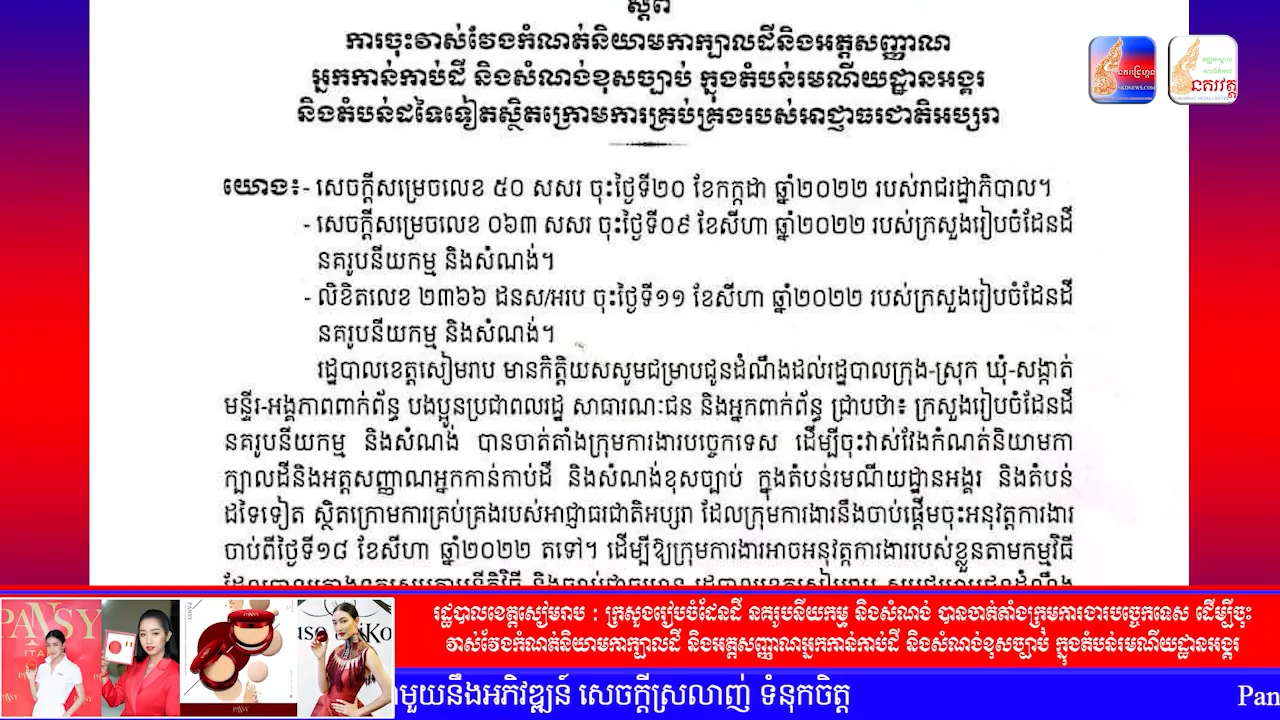 ស្តីពី
ការចុះវាស់វែងកំណត់និយាមកាក្បាលដីនិងអត្តសញ្ញាណ
អ្នកកាន់កាប់ដី និងសំណង់ខុសច្បាប់ ក្នុងតំបន់រមណីយដ្ឋានអង្គរ
និងតំបន់ដទៃទៀតស្ថិតក្រោមការគ្រប់គ្រងរបស់អាជ្ញាធរជាតិអប្សរា
យោង៖- សេចក្តីសម្រេចលេខ ៥០ សសរ ចុះថ្ងៃទី២០ ខែកក្កដា ឆ្នាំ២០២២ របស់រាជរដ្ឋាភិបាល។
- សេចក្តីសម្រេចលេខ ០៦៣ សសរ ចុះថ្ងៃទី០៩ ខែសីហា ឆ្នាំ២០២២ របស់ក្រសួងរៀបចំដែនដី
នគរូបនីយកម្ម និងសំណង់។
- លិខិតលេខ ២៣៦៦ ដនស/អរប ចុះថ្ងៃទី១១ ខែសីហា ឆ្នាំ២០២២ របស់ក្រសួងរៀបចំដែនដី
នគរូបនីយកម្ម និងសំណង់។
រដ្ឋបាលខេត្តសៀមរាប មានកិត្តិយសសូមជម្រាបជូនដំណឹងដល់រដ្ឋបាលក្រុង-ស្រុក ឃុំ-សង្កាត់
មន្ទីរ-អង្គភាពពាក់ព័ន្ធ បងប្អូនប្រជាពលរដ្ឋ សាធារណៈជន និងអ្នកពាក់ព័ន្ធ ជ្រាបថា៖ ក្រសួងរៀបចំដែនដី
នគរូបនីយកម្ម និងសំណង់ បានចាត់តាំងក្រុមការងារបច្ចេកទេស ដើម្បីចុះវាស់វែងកំណត់និយាមកា
ក្បាលដីនិងអត្តសញ្ញាណអ្នកកាន់កាប់ដី និងសំណង់ខុសច្បាប់ ក្នុងតំបន់រមណីយដ្ឋានអង្គរ និងតំបន់
ដទៃទៀត ស្ថិតក្រោមការគ្រប់គ្រងរបស់អាជ្ញាធរជាតិអប្សរា ដែលក្រុមការងារនឹងចាប់ផ្តើមចុះអនុវត្តការងារ
ចាប់ពីថ្ងៃទី១៨ ខែសីហា ឆ្នាំ២០២២ តទៅ។ ដើម្បីឱ្យក្រុមការងារអាចអនុវត្តការងាររបស់ខ្លួនតាមកម្មវិធី
រដ្ឋបាលខេត្តសៀមរាប : ក្រសួងរៀបចំដែនដី នគរូបនីយកម្ម និងសំណង់ បានចាត់តាំងក្រុមការងារបច្ចេកទេស ដើម្បីចុះ
វាស់វែងកំណត់និយាមកាក្បាលដី និងអត្តសញ្ញាណអ្នកកាន់កាប់ដី និងសំណង់ខុសច្បាប់ ក្នុងតំបន់រមណីយដ្ឋានអង្គរ
មួយនឹងអភិវឌ្ឍន៍ សេចក្តីស្រលាញ់ ទំនុកចិត្ត
Pan
PANSY
ITA
PANSY
នគរវត្ត